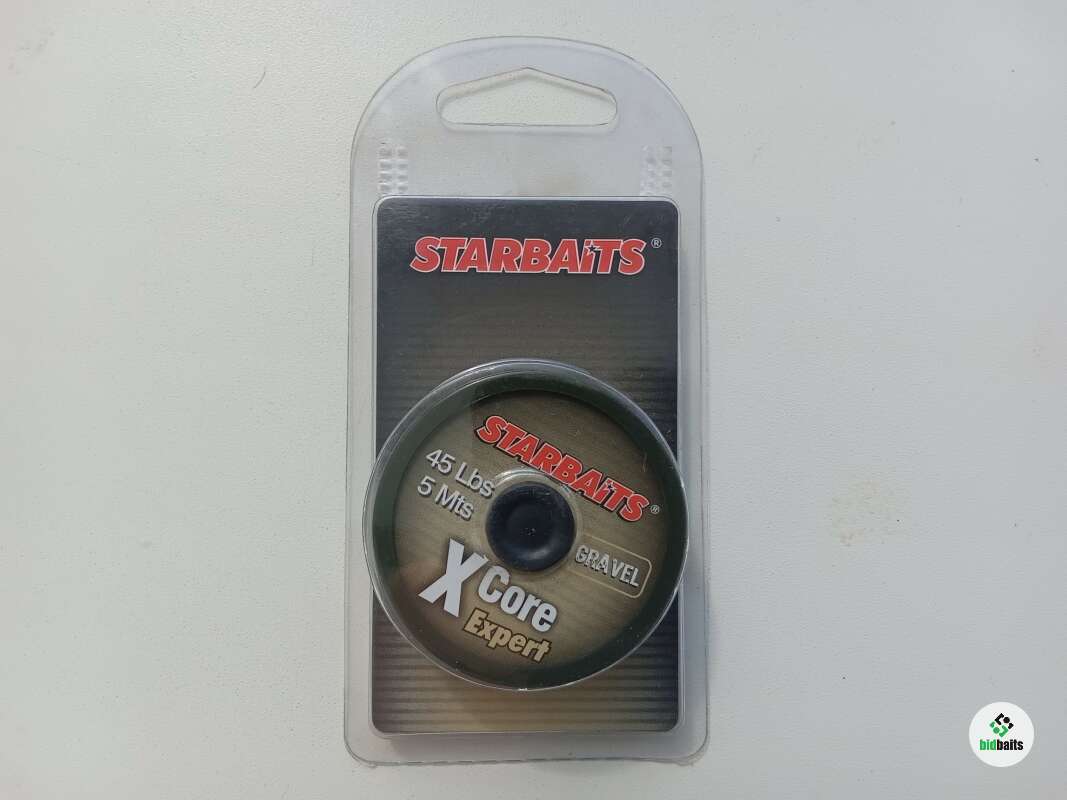 STARBAITS®
STARBAITS®
45 Lbs
5 Mts
GRAVEL
X Core
Expert
bidbaits